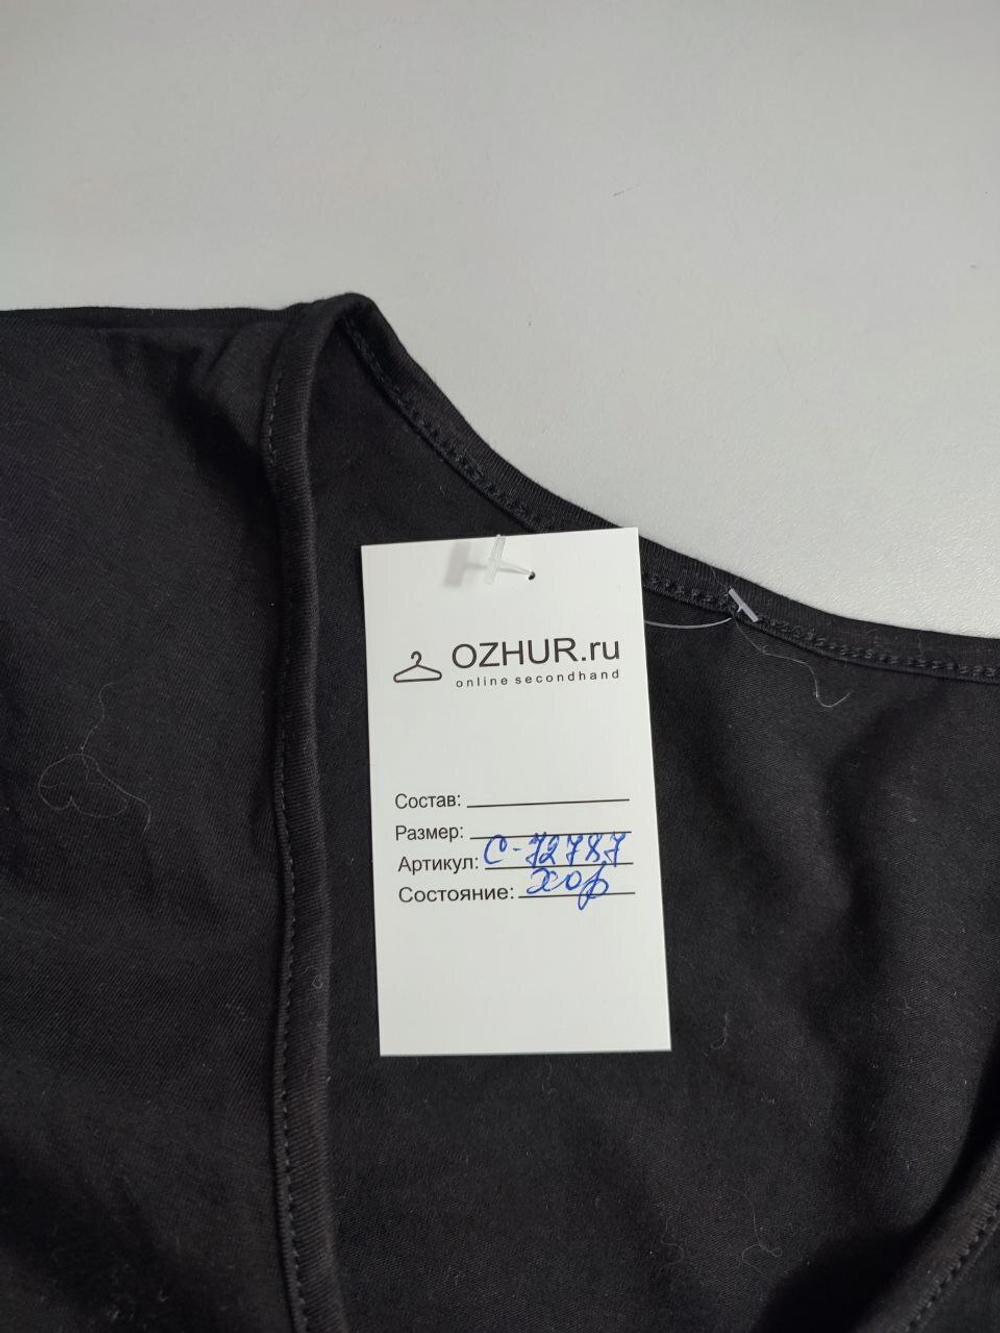 OZHUR.ru
online secondhand
Состав:
Размер:
Артикул: С-72787
Состояние: хор